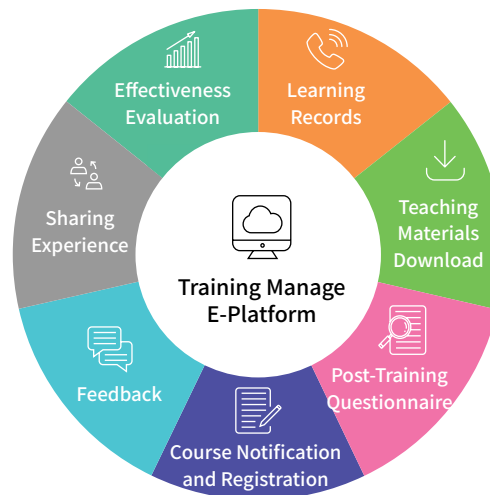 Effectiveness
Evaluation
Learning
Records
Teaching
Materials
Download
Post-Training
Questionnaire
Course Notification
and Registration
Feedback
Sharing
Experience
Training Manage
E-Platform